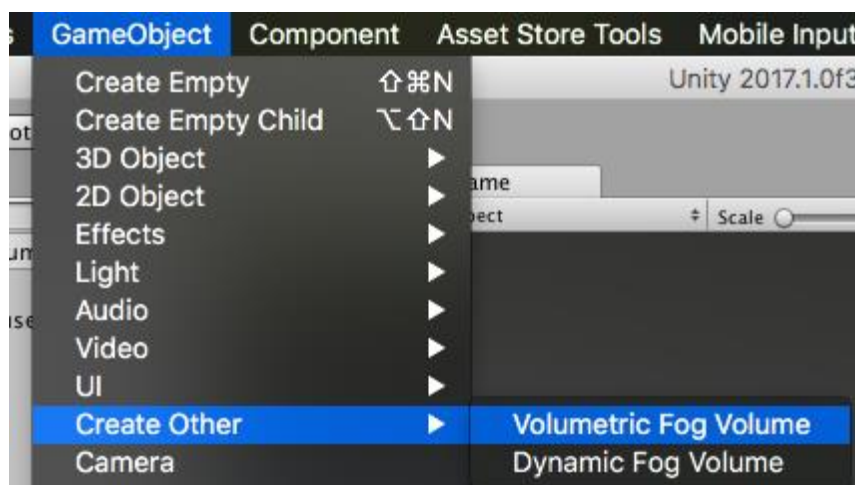 GameObject Component Asset Store Tools Mobile Input
Create Empty ⇧⌘N Unity 2017.1.0f3
Create Empty Child ⌥⇧N
3D Object
2D Object
Effects Scale
Light
Audio
Video
UI
Create Other Volumetric Fog Volume
Camera Dynamic Fog Volume